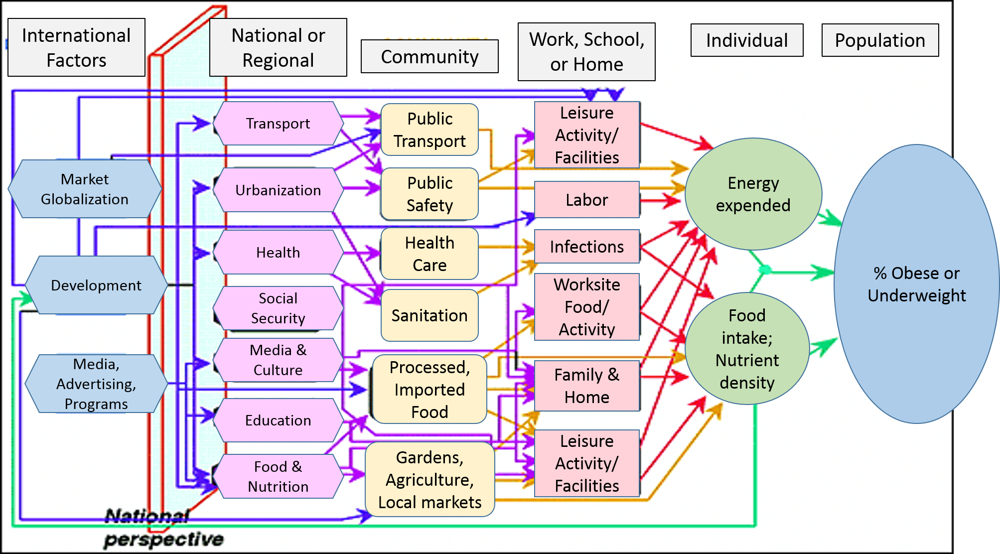 International
Factors
National or
Regional
Community
Work, School,
or Home
Individual
Population
Market
Globalization
Development
Media,
Advertising,
Programs
Transport
Urbanization
Health
Social
Security
Media &
Culture
Education
Food &
Nutrition
Public
Transport
Public
Safety
Health
Care
Sanitation
Processed,
Imported
Food
Gardens,
Agriculture,
Local markets
Leisure
Activity/
Facilities
Labor
Infections
Worksite
Food/
Activity
Family &
Home
Leisure
Activity/
Facilities
Energy
expended
Food
intake;
Nutrient
density
% Obese or
Underweight
National
perspective